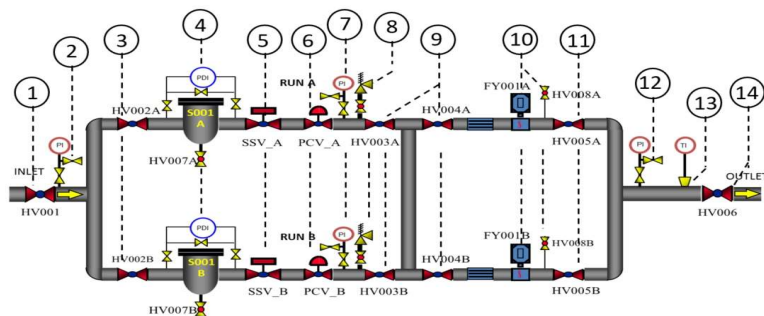 1 2 3 4 5 6 7 8 9 10 11 12 13 14
PDI
HV002A
S001
A
RUN A
PI
FY001A
HV008A
INLET
PI
HV007A
SSV_A
PCV_A
HV003A
HV004A
S
HV005A
PI
TI
OUTLET
HV001
HV006
PDI
HV002B
S001
B
RUN B
PI
FY001B
HV008B
HV007B
SSV_B
PCV_B
HV003B
HV004B
S
HV005B